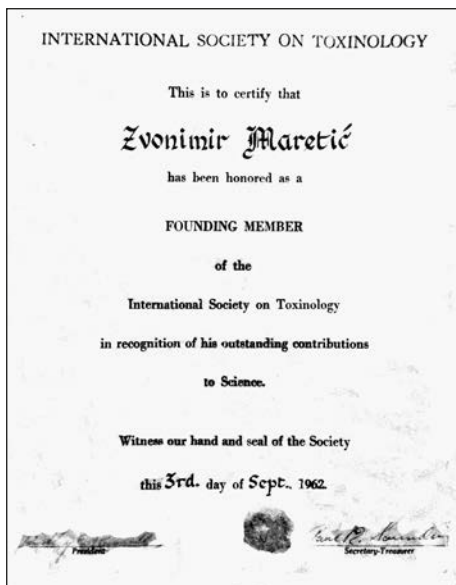 INTERNATIONAL SOCIETY ON TOXINOLOGY
This is to certify that
Zvonimir Maretić
has been honored as a
FOUNDING MEMBER
of the
International Society on Toxinology
in recognition of his outstanding contributions
to Science.
Witness our hand and seal of the Society
this 3rd. day of Sept., 1962.
Paul R.
President
Secretary-Treasurer